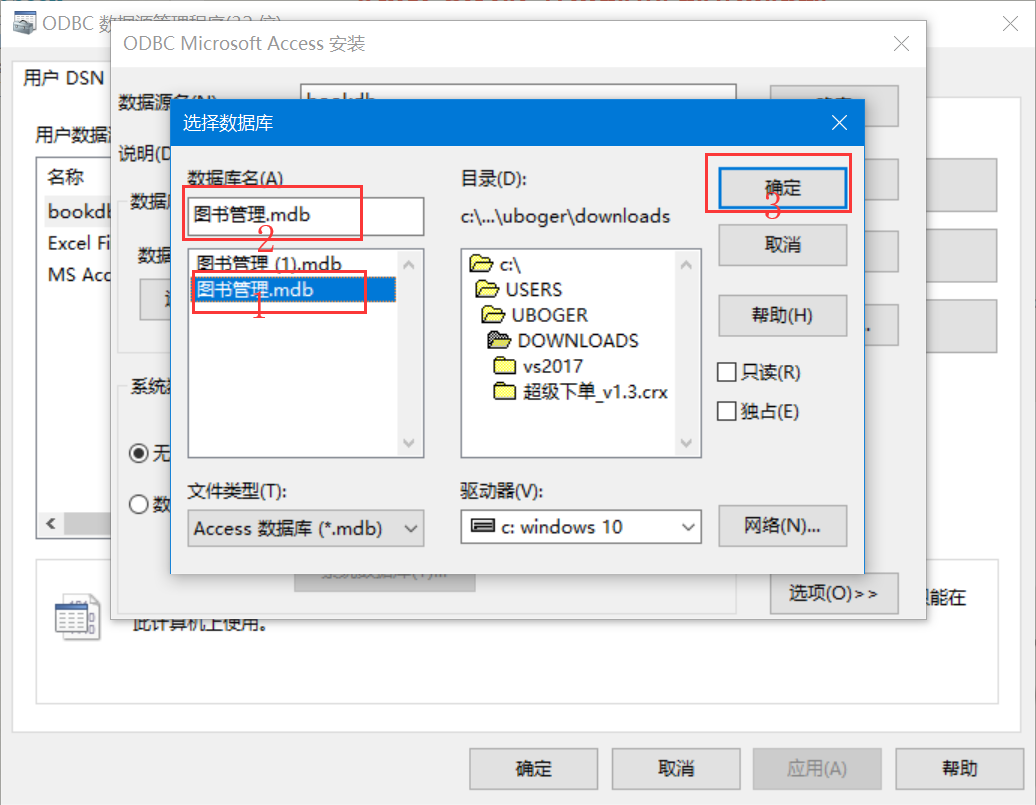 ODBC 数据源管理程序(32 位)
ODBC Microsoft Access 安装
用户 DSN
数据源名(N)
bookdb
用户数据
说明(D
名称
数据
bookdb
Excel Fi
MS Acc
数据
系统
无
数
选择数据库
数据库名(A)
图书管理.mdb
2
图书管理 (1).mdb
图书管理.mdb
1
目录(D):
c:\...\uboger\downloads
c:\
USERS
UBOGER
DOWNLOADS
vs2017
超级下单_v1.3.crx
确定
3
取消
帮助(H)
只读(R)
独占(E)
文件类型(T):
Access 数据库 (*.mdb)
驱动器(V):
c: windows 10
网络(N)...
选项(O)>>
只能在
此计算机上使用。
确定
取消
应用(A)
帮助